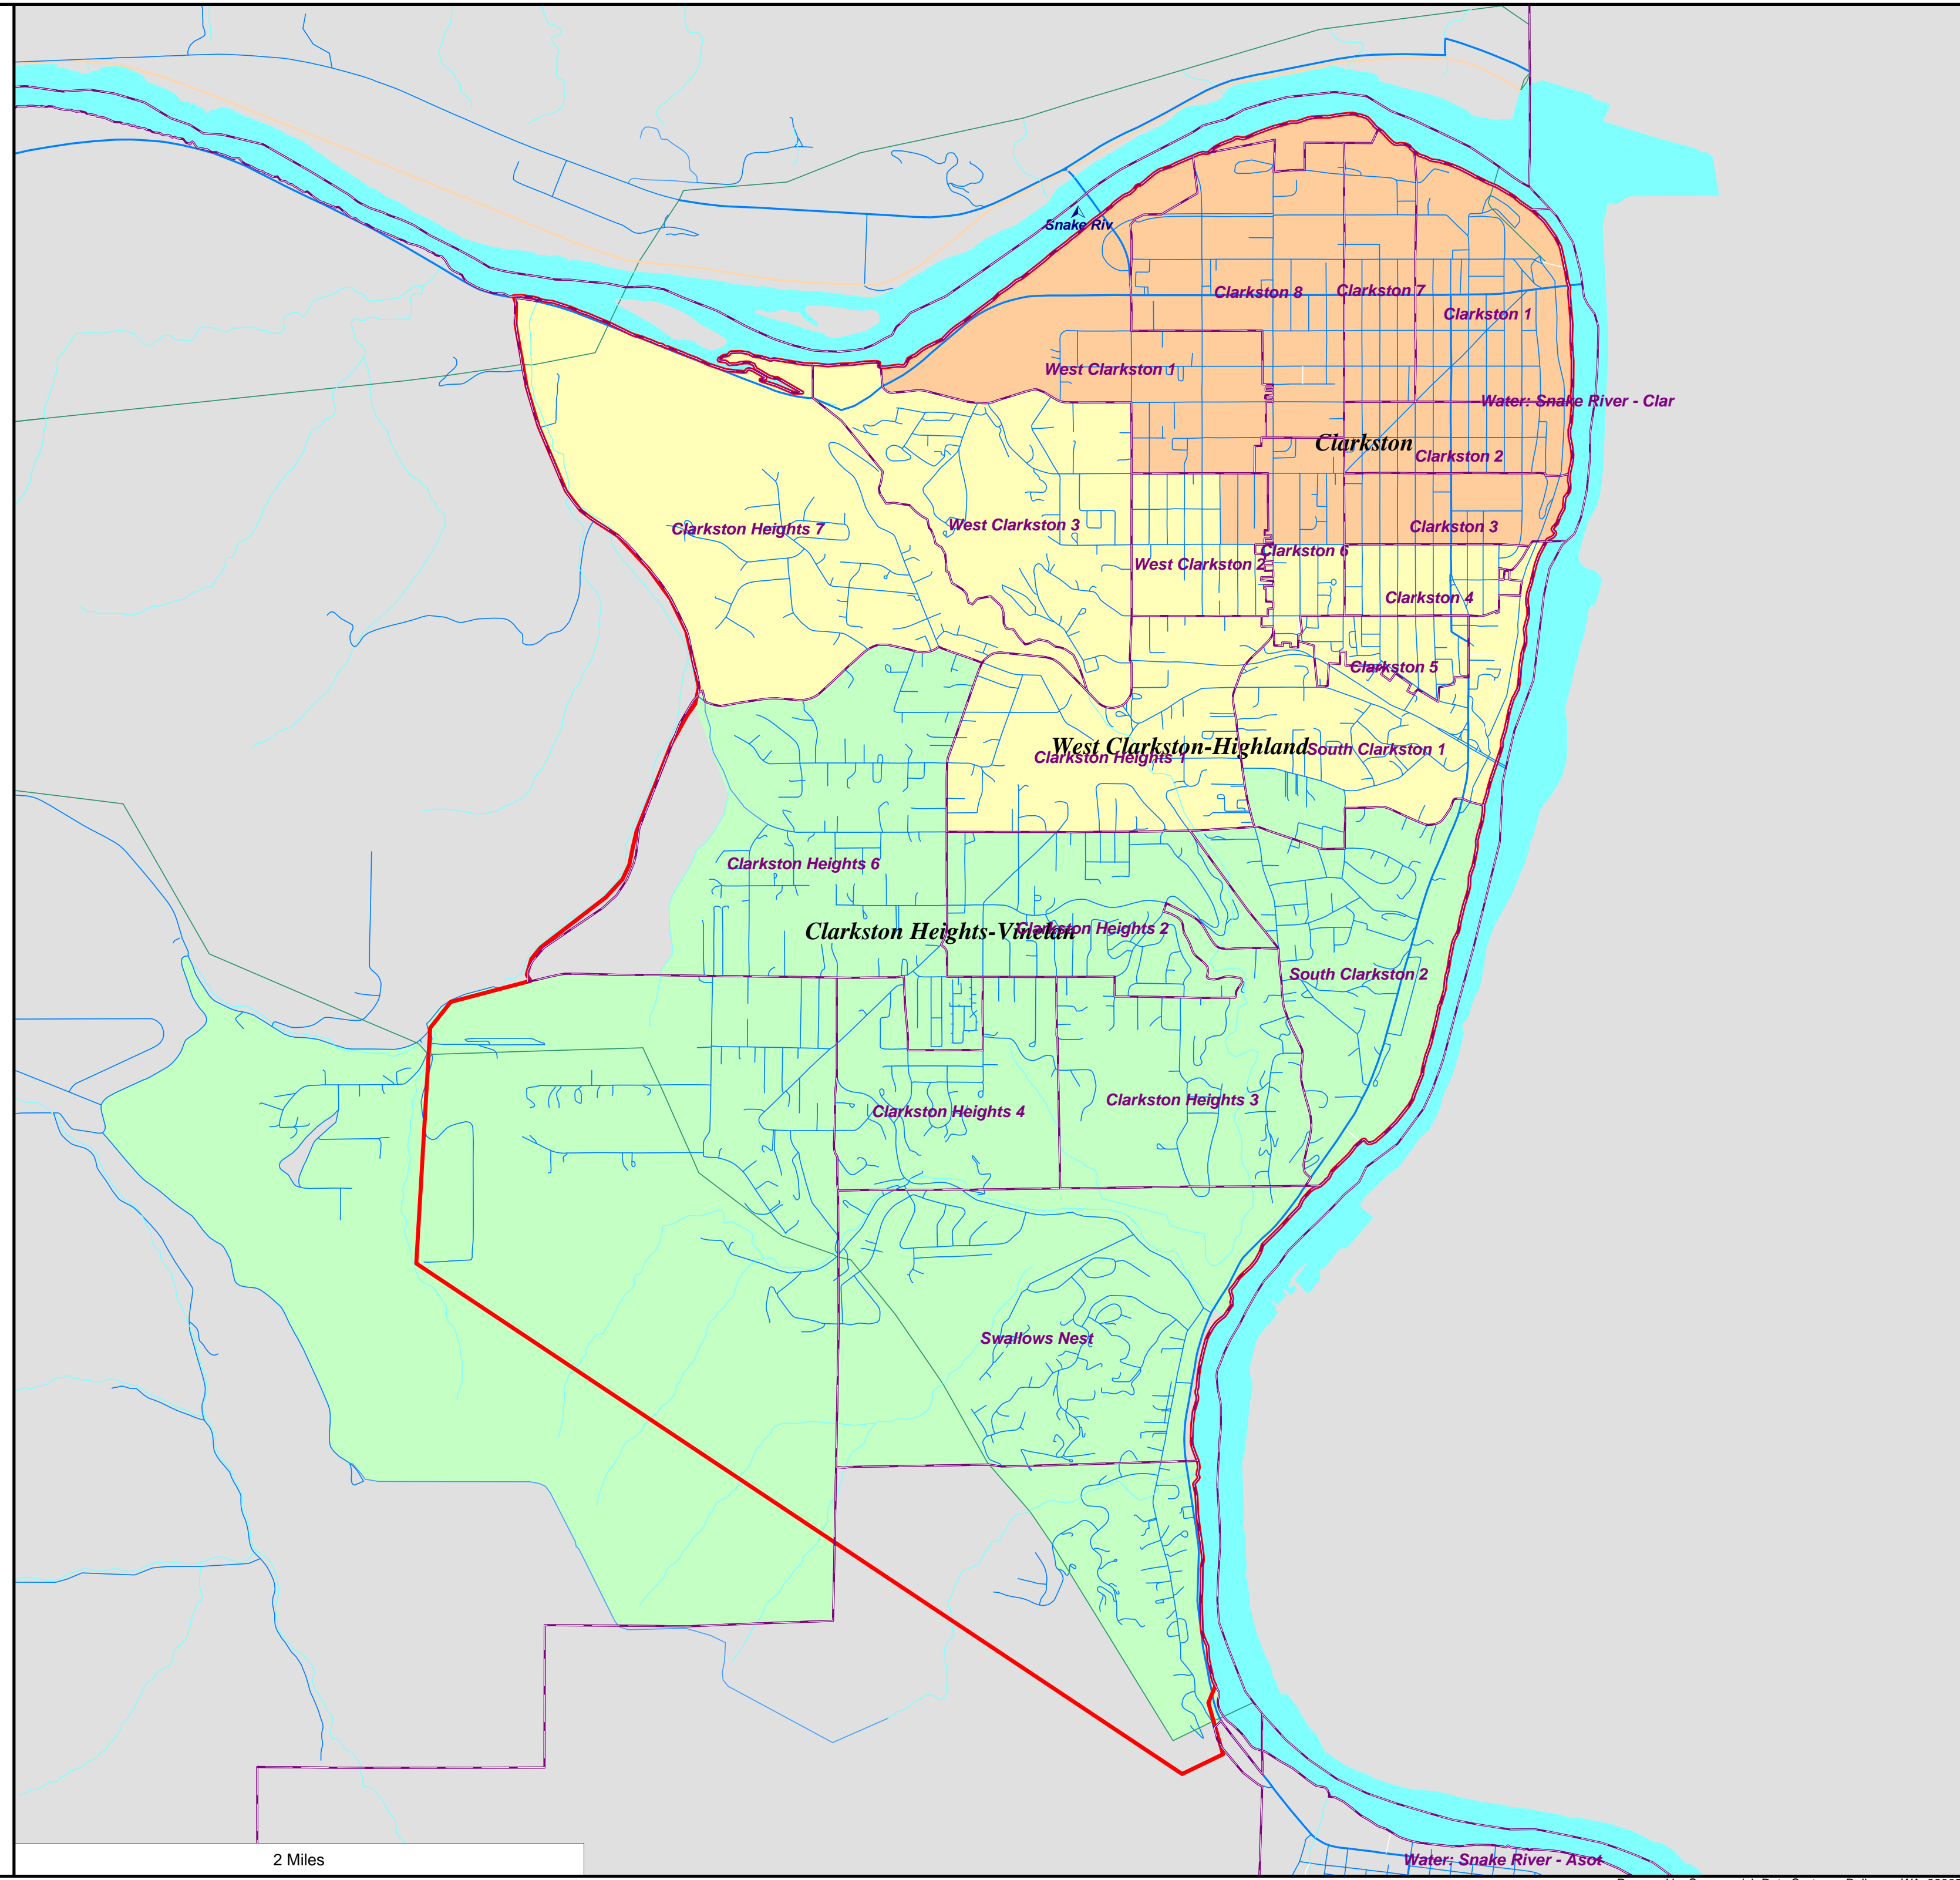 Snake Riv
Clarkston 8
Clarkston 7
Clarkston 1
West Clarkston 1
Water: Snake River - Clar
Clarkston
Clarkston 2
Clarkston Heights 7
West Clarkston 3
Clarkston 3
Clarkston 6
West Clarkston 2
Clarkston 4
Clarkston 5
West Clarkston-Highland
South Clarkston 1
Clarkston Heights 1
Clarkston Heights 6
Clarkston Heights-Vinelan
Clarkston Heights 2
South Clarkston 2
Clarkston Heights 4
Clarkston Heights 3
Swallows Nest
2 Miles
Water: Snake River - Asot